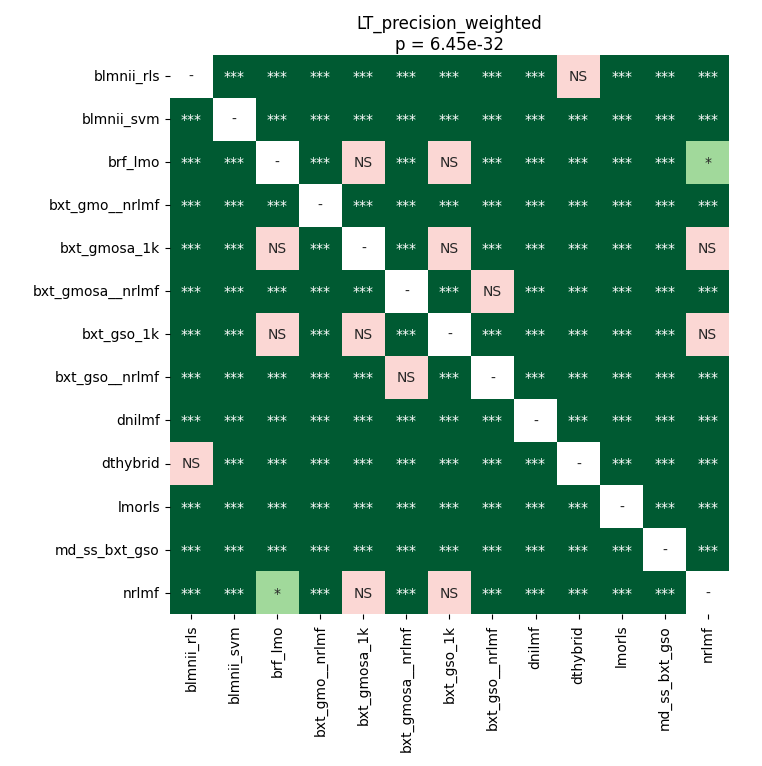 LT_precision_weighted
p = 6.45e-32
blmnii_rls - *** *** *** *** *** *** *** *** NS *** *** ***
blmnii_svm *** - *** *** *** *** *** *** *** *** *** *** ***
brf_lmo *** *** - *** NS *** NS *** *** *** *** *** *
bxt_gmo__nrlmf *** *** *** - *** *** *** *** *** *** *** *** ***
bxt_gmosa_1k *** *** NS *** - *** NS *** *** *** *** *** NS
bxt_gmosa__nrlmf *** *** *** *** *** - *** NS *** *** *** *** ***
bxt_gso_1k *** *** NS *** NS *** - *** *** *** *** *** NS
bxt_gso__nrlmf *** *** *** *** *** NS *** - *** *** *** *** ***
dnilmf *** *** *** *** *** *** *** *** - *** *** *** ***
dthybrid NS *** *** *** *** *** *** *** *** - *** *** ***
lmorls *** *** *** *** *** *** *** *** *** *** - *** ***
md_ss_bxt_gso *** *** *** *** *** *** *** *** *** *** *** - ***
nrlmf *** *** * *** NS *** NS *** *** *** *** *** -
blmnii_rls
blmnii_svm
brf_lmo
bxt_gmo__nrlmf
bxt_gmosa_1k
bxt_gmosa__nrlmf
bxt_gso_1k
bxt_gso__nrlmf
dnilmf
dthybrid
lmorls
md_ss_bxt_gso
nrlmf